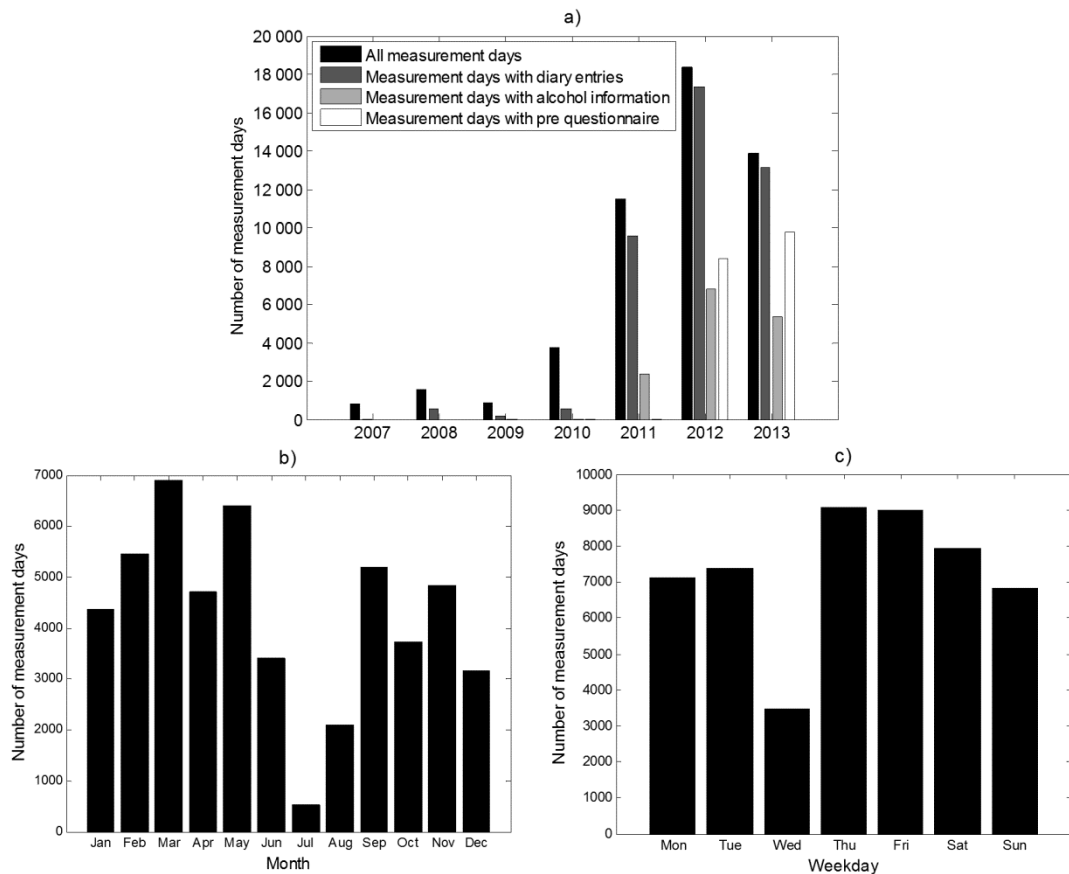 a)
20 000
18 000
16 000
14 000
12 000
10 000
8 000
6 000
4 000
2 000
0
Number of measurement days
All measurement days
Measurement days with diary entries
Measurement days with alcohol information
Measurement days with pre questionnaire
2007 2008 2009 2010 2011 2012 2013
b)
7000
6000
5000
4000
3000
2000
1000
0
Number of measurement days
Jan Feb Mar Apr May Jun Jul Aug Sep Oct Nov Dec
Month
c)
10000
9000
8000
7000
6000
5000
4000
3000
2000
1000
0
Number of measurement days
Mon Tue Wed Thu Fri Sat Sun
Weekday